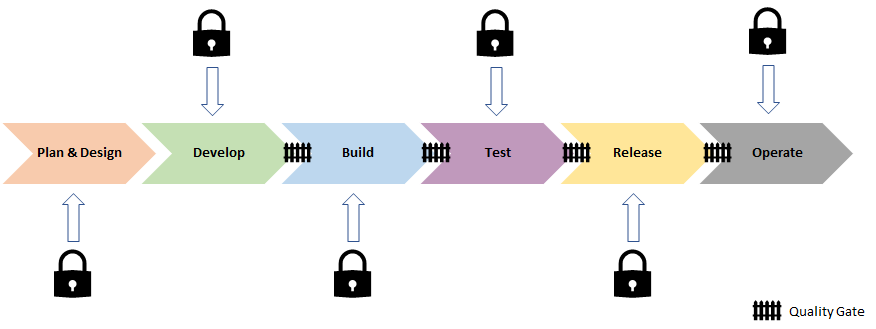 Plan & Design
Develop
Build
Test
Release
Operate
Quality Gate